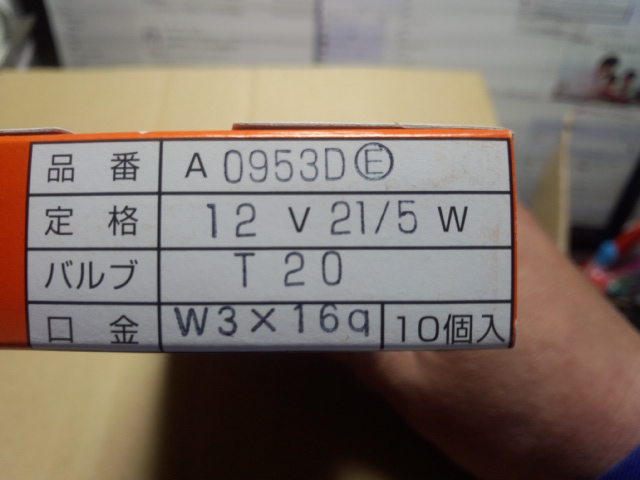 品番 A 0953D Ⓔ
定格 12 V 21/5 W
バルブ T 20
口金 W3×16q 10個入